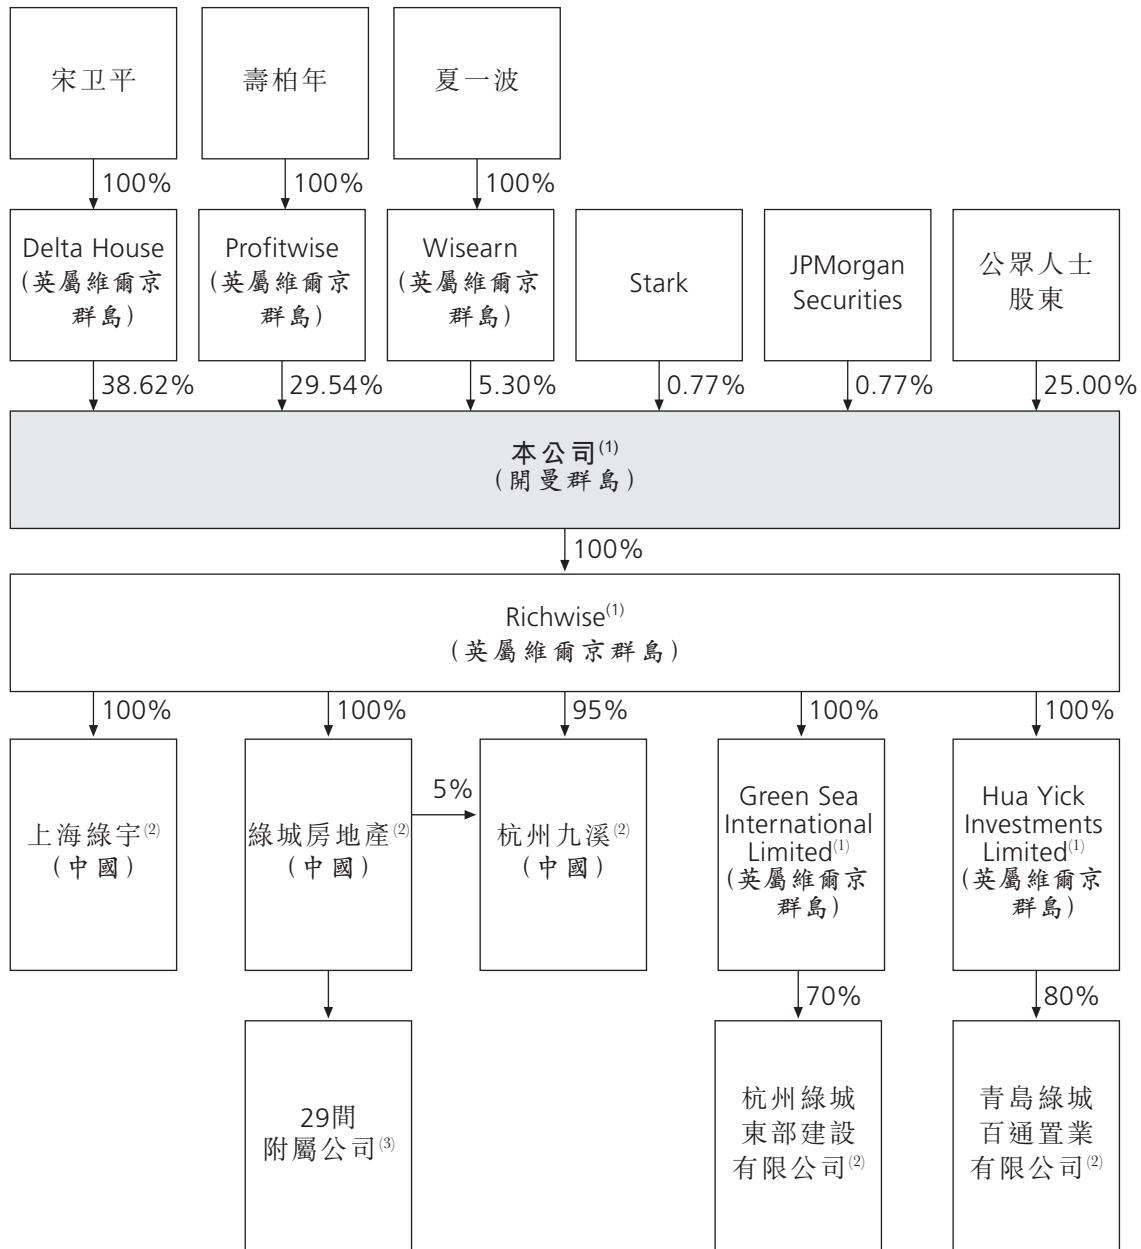 宋卫平
壽柏年
夏一波
100%
100%
100%
Delta House
(英屬維爾京
群島)
Profitwise
(英屬維爾京
群島)
Wisearn
(英屬維爾京
群島)
Stark
JPMorgan
Securities
公眾人士
股東
38.62%
29.54%
5.30%
0.77%
0.77%
25.00%
本公司(1)
(開曼群島)
100%
Richwise(1)
(英屬維爾京群島)
100%
100%
95%
100%
100%
上海綠宇(2)
(中國)
綠城房地產(2)
(中國)
5%
杭州九溪(2)
(中國)
Green Sea
International
Limited(1)
(英屬維爾京
群島)
Hua Yick
Investments
Limited(1)
(英屬維爾京
群島)
70%
80%
29間
附屬公司(3)
杭州綠城
東部建設
有限公司(2)
青島綠城
百通置業
有限公司(2)